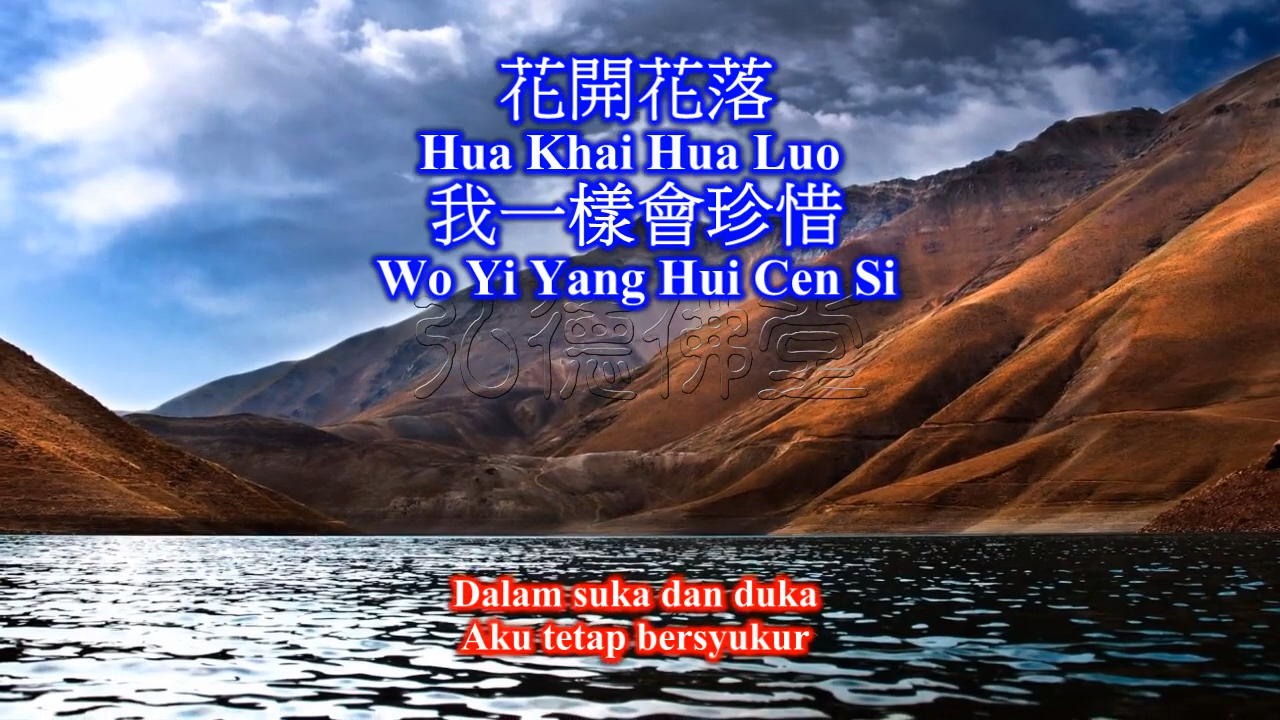 花開花落
Hua Khai Hua Luo
我一樣會珍惜
Wo Yi Yang Hui Cen Si
弘德佛堂
Dalam suka dan duka
Aku tetap bersyukur